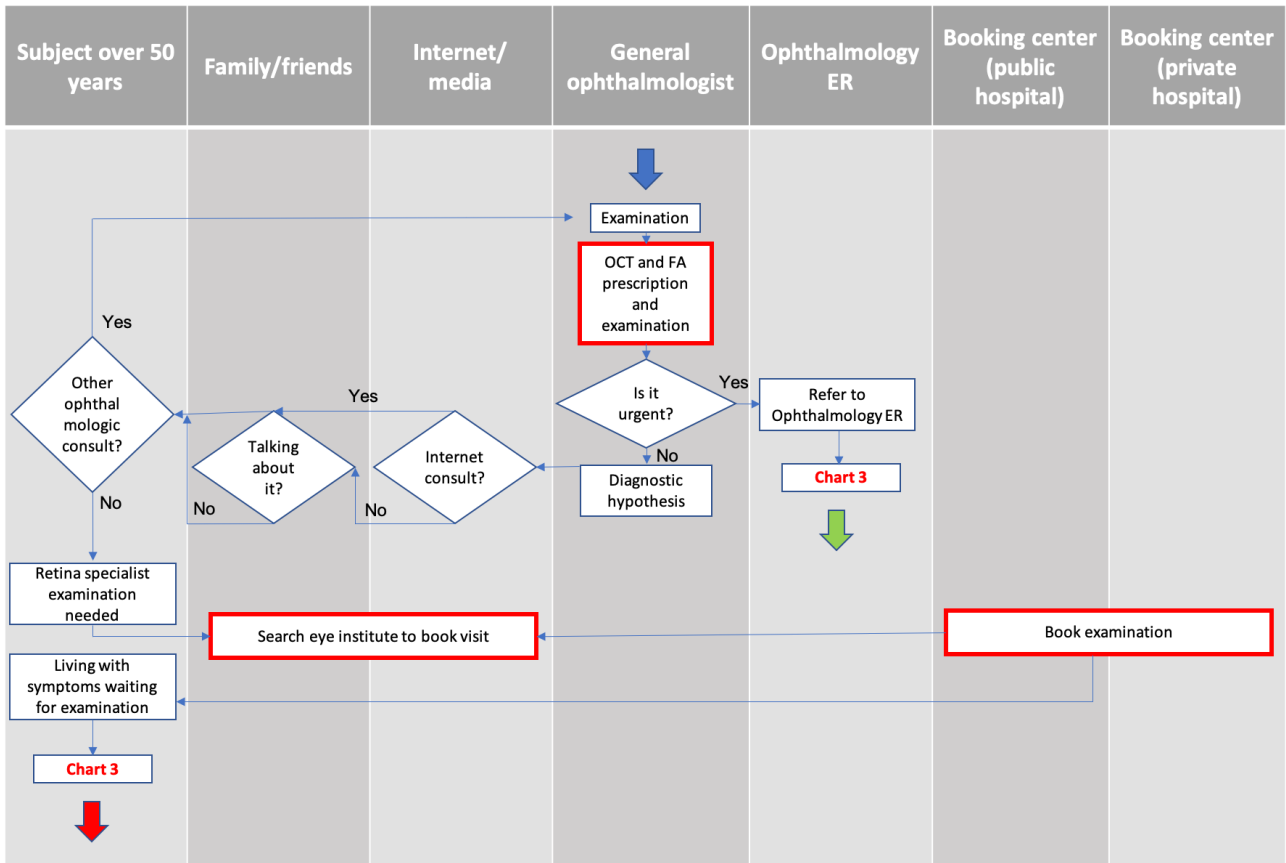 Subject over 50
years
Family/friends
Internet/
media
General
ophthalmologist
Ophthalmology
ER
Booking center
(public
hospital)
Booking center
(private
hospital)
Examination
OCT and FA
prescription
and
examination
Yes
Other
ophthal
mologic
consult?
No
Is it
urgent?
Yes
No
Refer to
Ophthalmology ER
Chart 3
Diagnostic
hypothesis
Internet
consult?
Yes
No
Talking
about
it?
No
Retina specialist
examination
needed
Search eye institute to book visit
Book examination
Living with
symptoms waiting
for examination
Chart 3